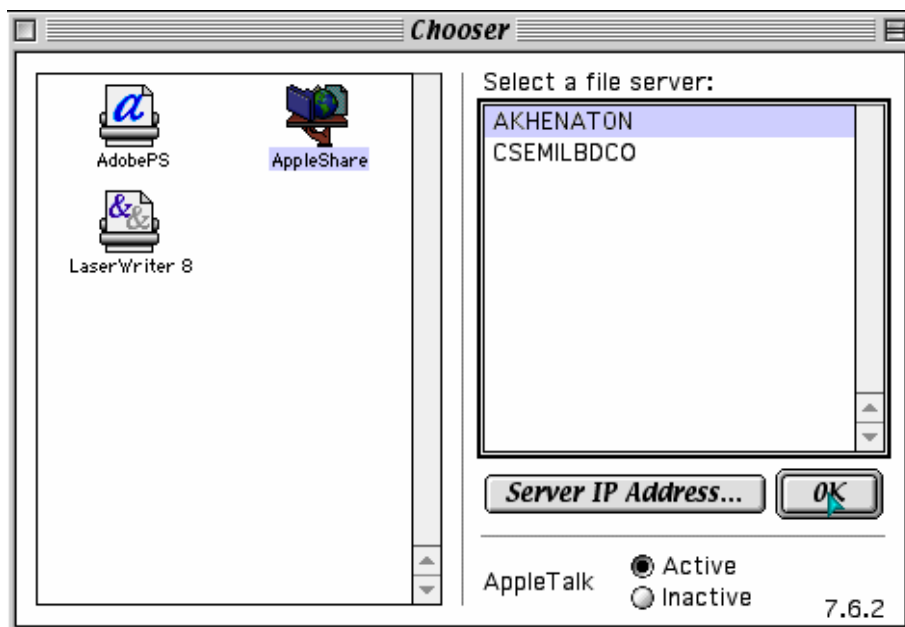 Chooser
AdobePS
AppleShare
LaserWriter 8
Select a file server:
AKHENATON
CSEMILBDCO
Server IP Address...
OK
AppleTalk
Active
Inactive
7.6.2